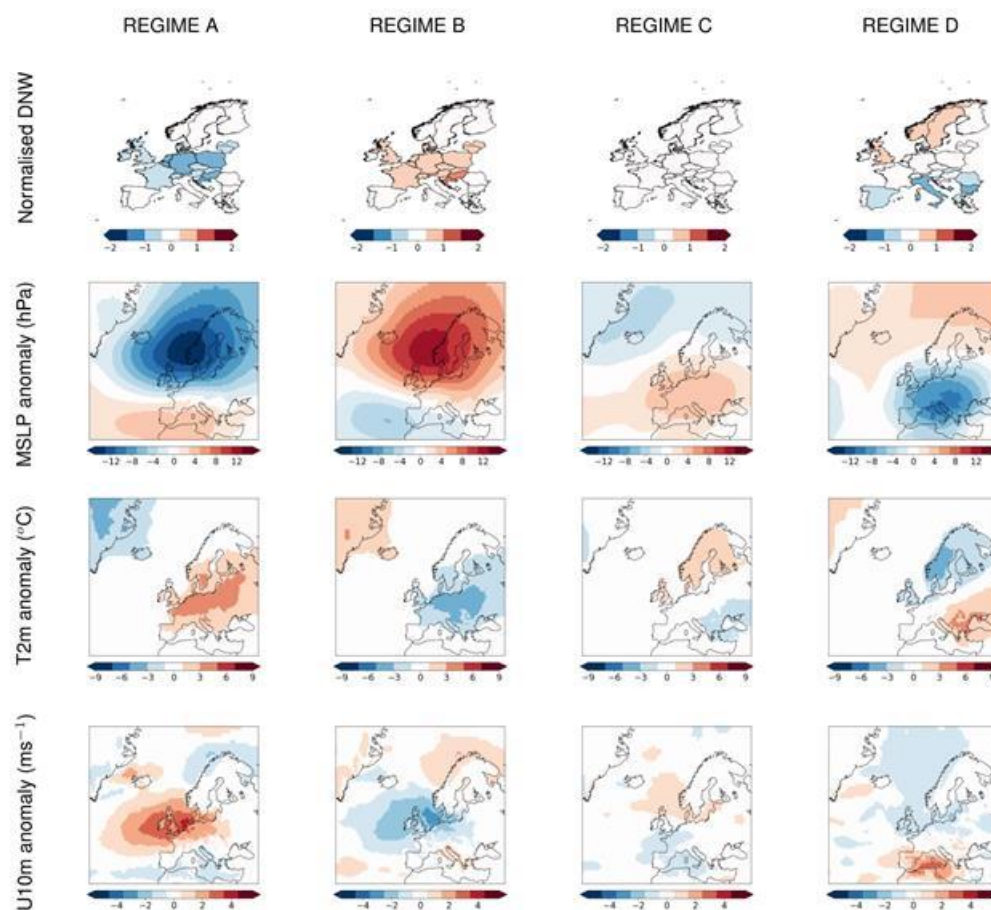 REGIME A REGIME B REGIME C REGIME D
Normalised DNW
−2 −1 0 1 2 −2 −1 0 1 2 −2 −1 0 1 2 −2 −1 0 1 2
MSLP anomaly (hPa)
−12 −8 −4 0 4 8 12 −12 −8 −4 0 4 8 12 −12 −8 −4 0 4 8 12 −12 −8 −4 0 4 8 12
T2m anomaly (°C)
−9 −6 −3 0 3 6 9 −9 −6 −3 0 3 6 9 −9 −6 −3 0 3 6 9 −9 −6 −3 0 3 6 9
U10m anomaly (ms⁻¹)
−4 −2 0 2 4 −4 −2 0 2 4 −4 −2 0 2 4 −4 −2 0 2 4